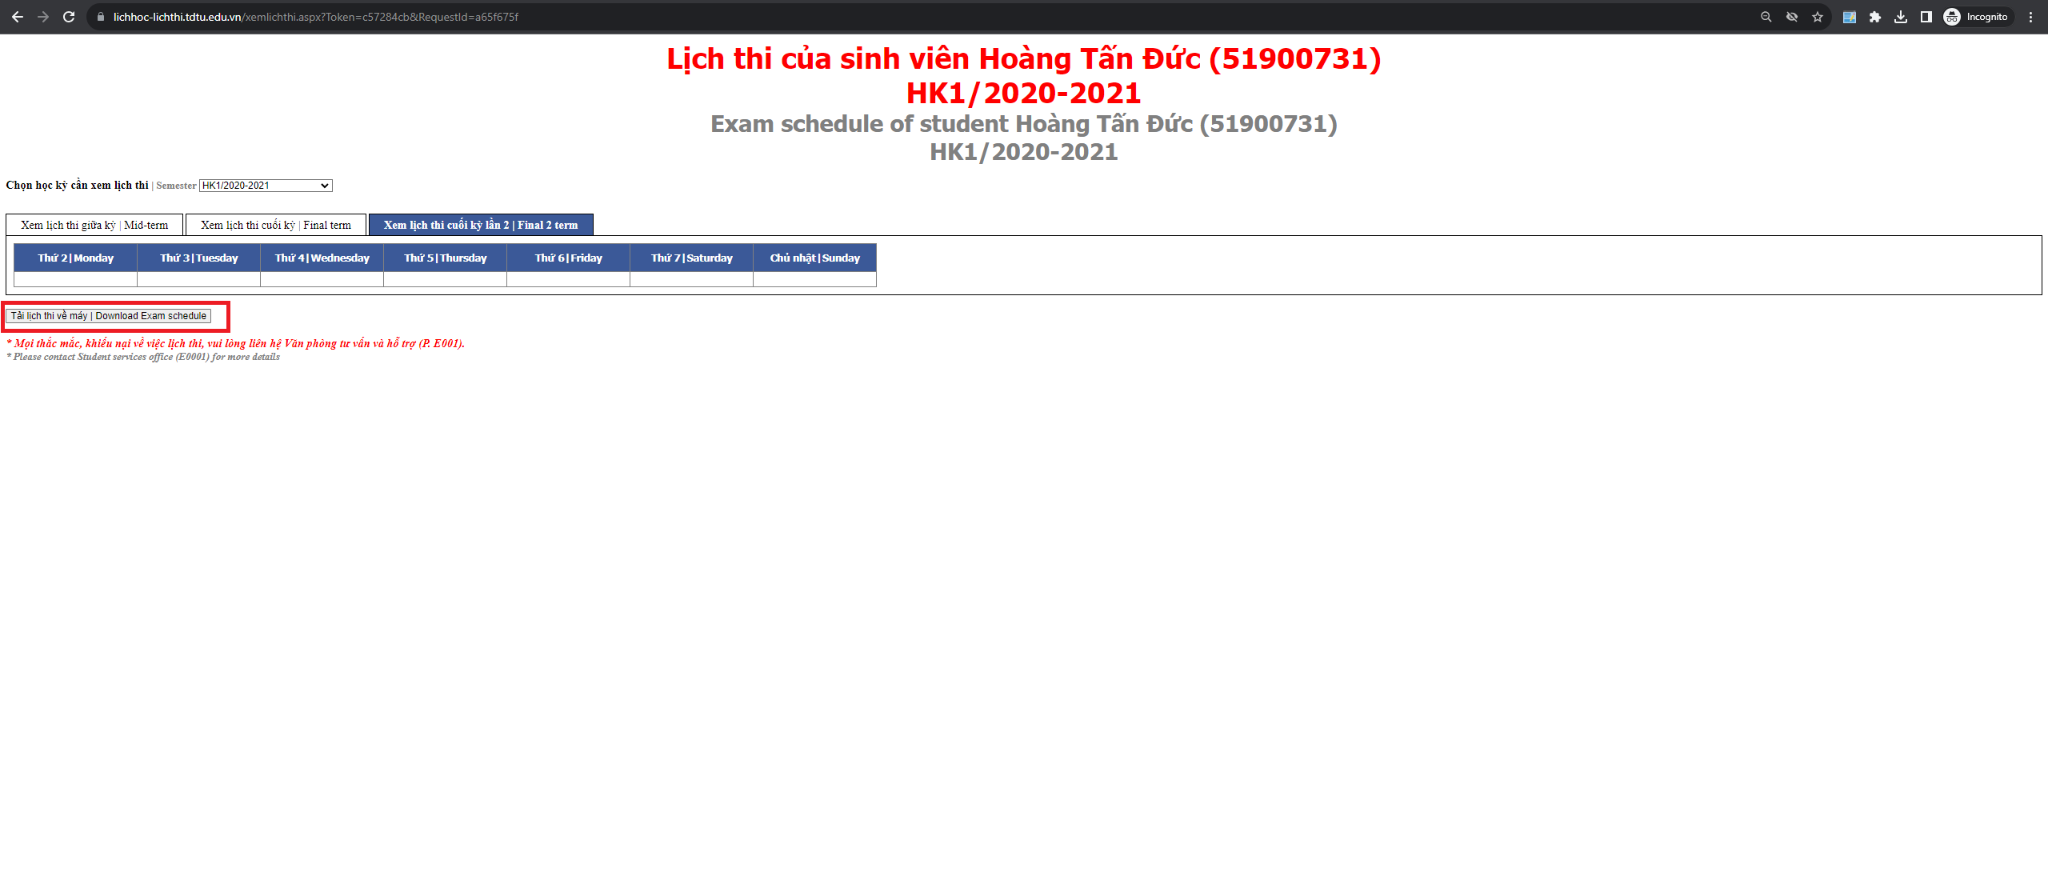 lichhoc-lichthi.tdtu.edu.vn/xemlichthi.aspx?Token=c57284cb&RequestId=a65f675f
Incognito
Lịch thi của sinh viên Hoàng Tấn Đức (51900731)
HK1/2020-2021
Exam schedule of student Hoàng Tấn Đức (51900731)
HK1/2020-2021
Chọn học kỳ cần xem lịch thi | Semester HK1/2020-2021
Xem lịch thi giữa kỳ | Mid-term Xem lịch thi cuối kỳ | Final term Xem lịch thi cuối kỳ lần 2 | Final 2 term
Thứ 2|Monday Thứ 3|Tuesday Thứ 4|Wednesday Thứ 5|Thursday Thứ 6|Friday Thứ 7|Saturday Chủ nhật|Sunday
Tải lịch thi về máy | Download Exam schedule
* Mọi thắc mắc, khiếu nại về việc lịch thi, vui lòng liên hệ Văn phòng tư vấn và hỗ trợ (P. E001).
* Please contact Student services office (E0001) for more details